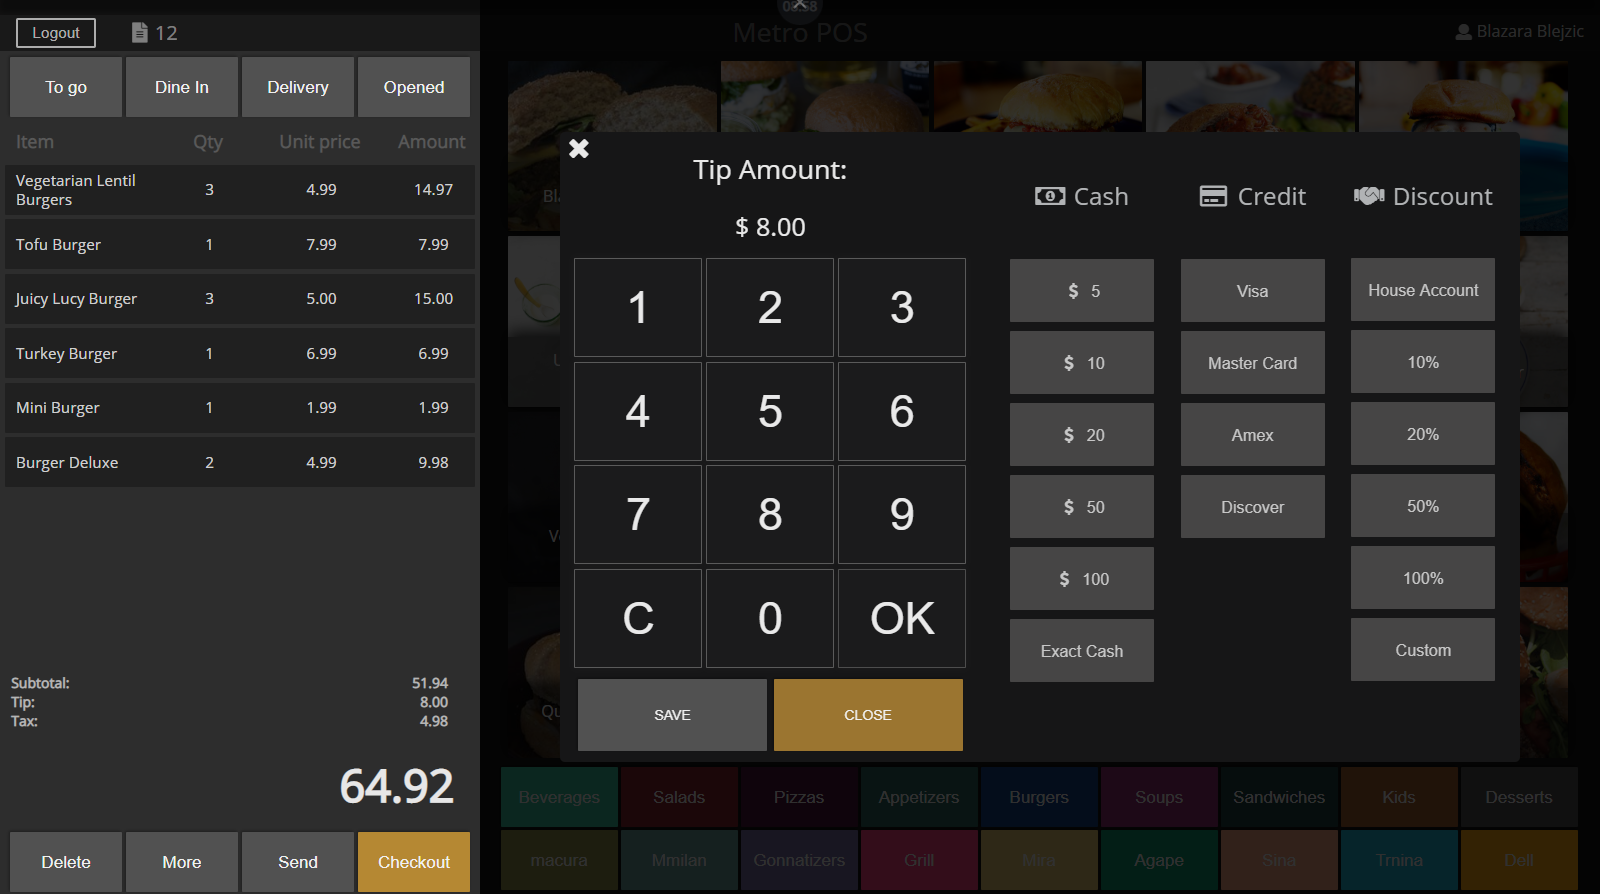 Logout
12
To go
Dine In
Delivery
Opened
Item Qty Unit price Amount
Vegetarian Lentil
Burgers
3 4.99 14.97
Tofu Burger 1 7.99 7.99
Juicy Lucy Burger 3 5.00 15.00
Turkey Burger 1 6.99 6.99
Mini Burger 1 1.99 1.99
Burger Deluxe 2 4.99 9.98
Subtotal: 51.94
Tip: 8.00
Tax: 4.98
64.92
Delete
More
Send
Checkout
Metro POS
Blazara Blejzic
Tip Amount:
$ 8.00
1 2 3
4 5 6
7 8 9
C 0 OK
SAVE
CLOSE
Cash
$ 5
$ 10
$ 20
$ 50
$ 100
Exact Cash
Credit
Visa
Master Card
Amex
Discover
Discount
House Account
10%
20%
50%
100%
Custom
Beverages
Salads
Pizzas
Appetizers
Burgers
Soups
Sandwiches
Kids
Desserts
macura
Mmilan
Gonnatizers
Grill
Mira
Agape
Sina
Trnina
Dell